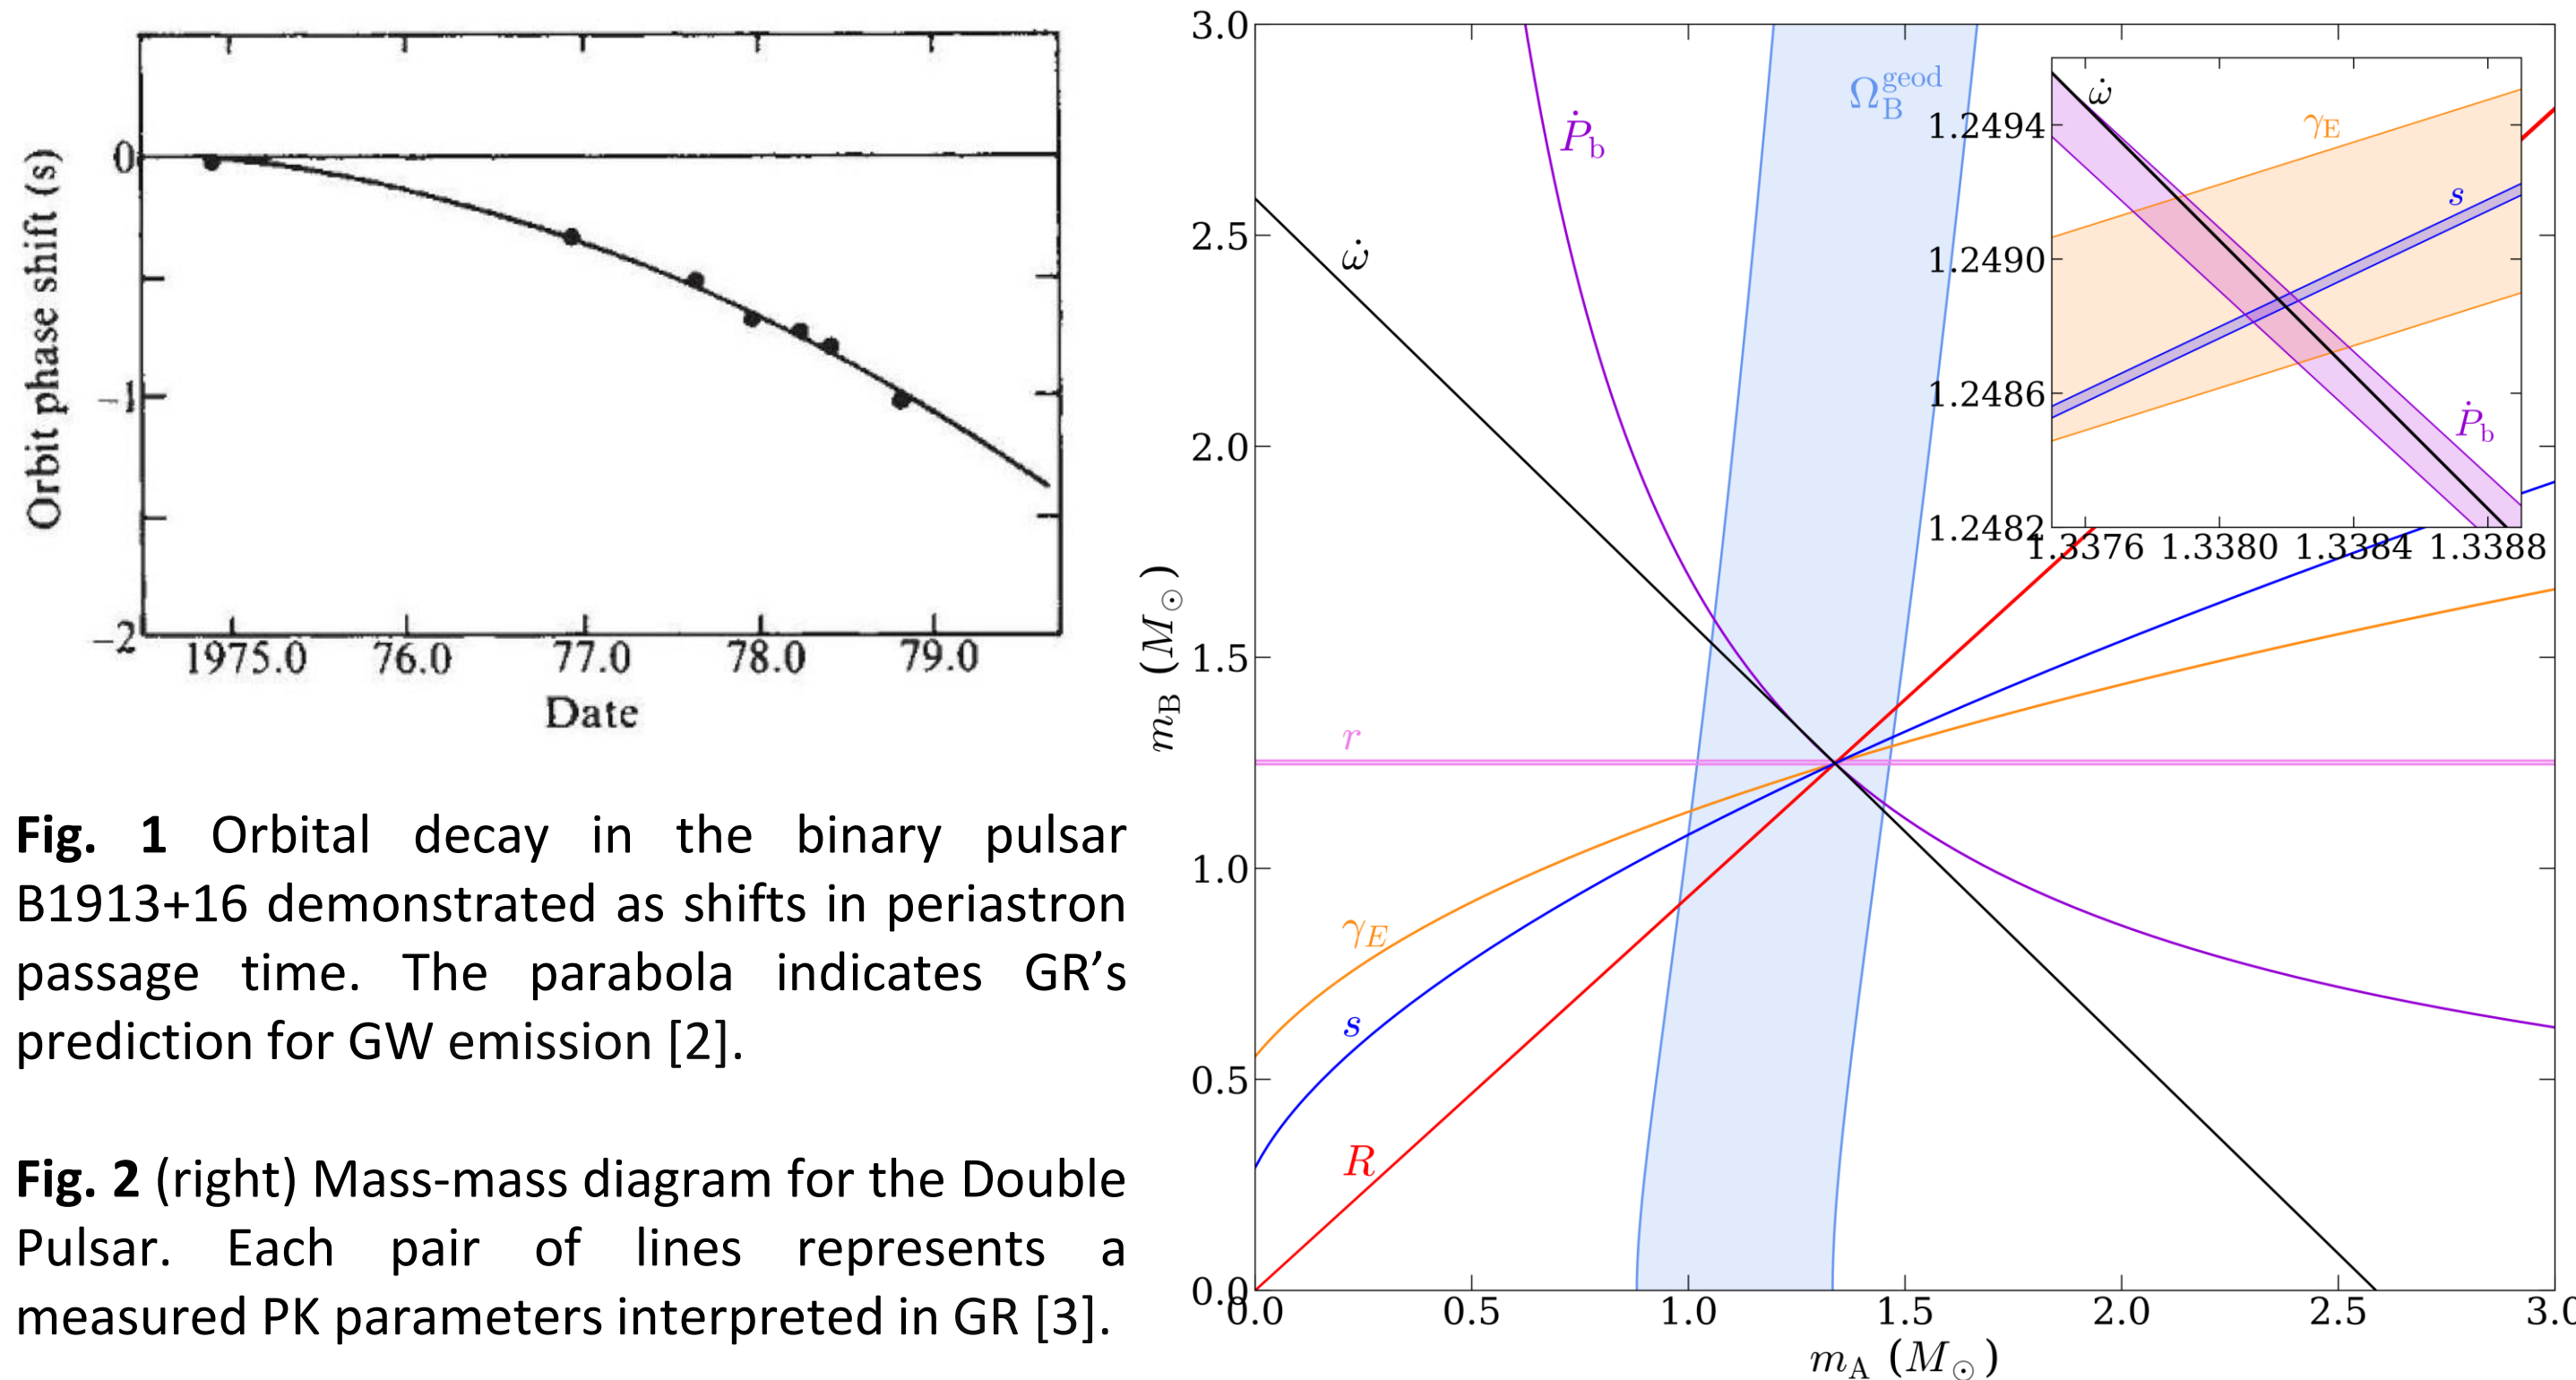 0
−1
−2
Orbit phase shift (s)
1975.0 76.0 77.0 78.0 79.0
Date
Fig. 1 Orbital decay in the binary pulsar
B1913+16 demonstrated as shifts in periastron
passage time. The parabola indicates GR’s
prediction for GW emission [2].
Fig. 2 (right) Mass-mass diagram for the Double
Pulsar. Each pair of lines represents a
measured PK parameters interpreted in GR [3].
3.0
2.5
2.0
1.5
1.0
0.5
0.0
m_B (M_⊙)
Ṗ_b
Ω_B^geod
ω̇
r
γ_E
s
R
1.2494
1.2490
1.2486
1.2482
ω̇
γ_E
s
Ṗ_b
1.3376 1.3380 1.3384 1.3388
0.0 0.5 1.0 1.5 2.0 2.5 3.0
m_A (M_⊙)